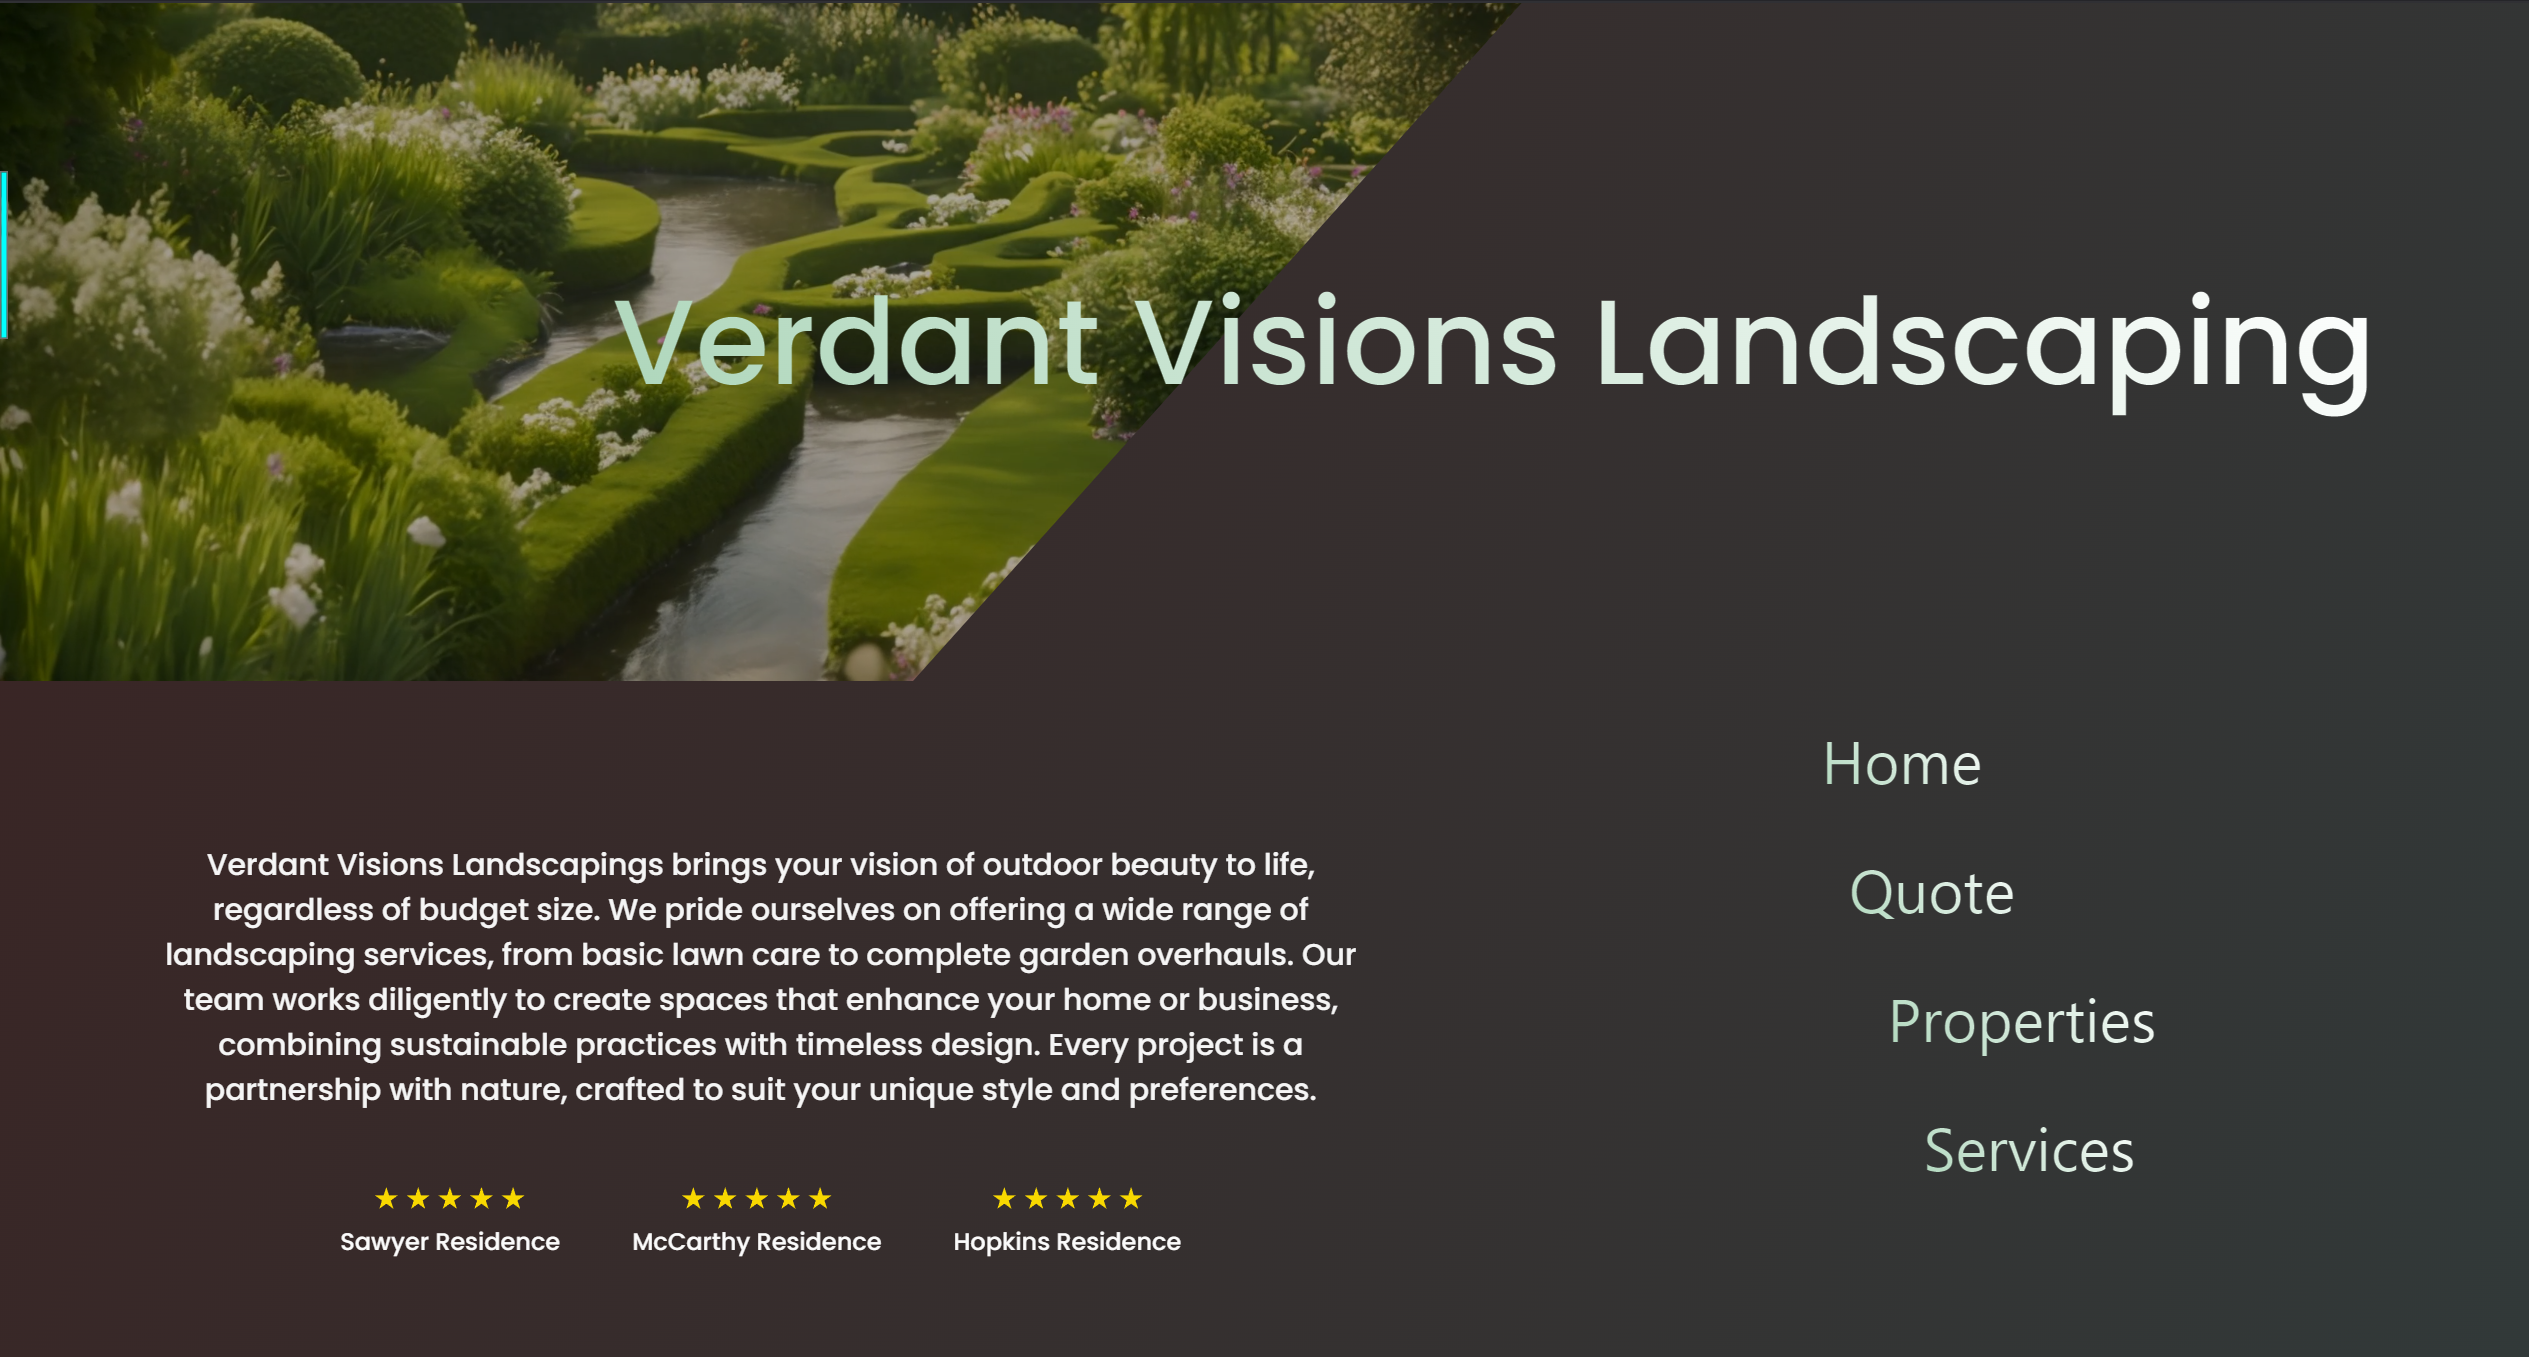 Verdant Visions Landscaping
Home
Quote
Properties
Services
Verdant Visions Landscapings brings your vision of outdoor beauty to life,
regardless of budget size. We pride ourselves on offering a wide range of
landscaping services, from basic lawn care to complete garden overhauls. Our
team works diligently to create spaces that enhance your home or business,
combining sustainable practices with timeless design. Every project is a
partnership with nature, crafted to suit your unique style and preferences.
★ ★ ★ ★ ★ ★ ★ ★ ★ ★ ★ ★ ★ ★ ★
Sawyer Residence McCarthy Residence Hopkins Residence